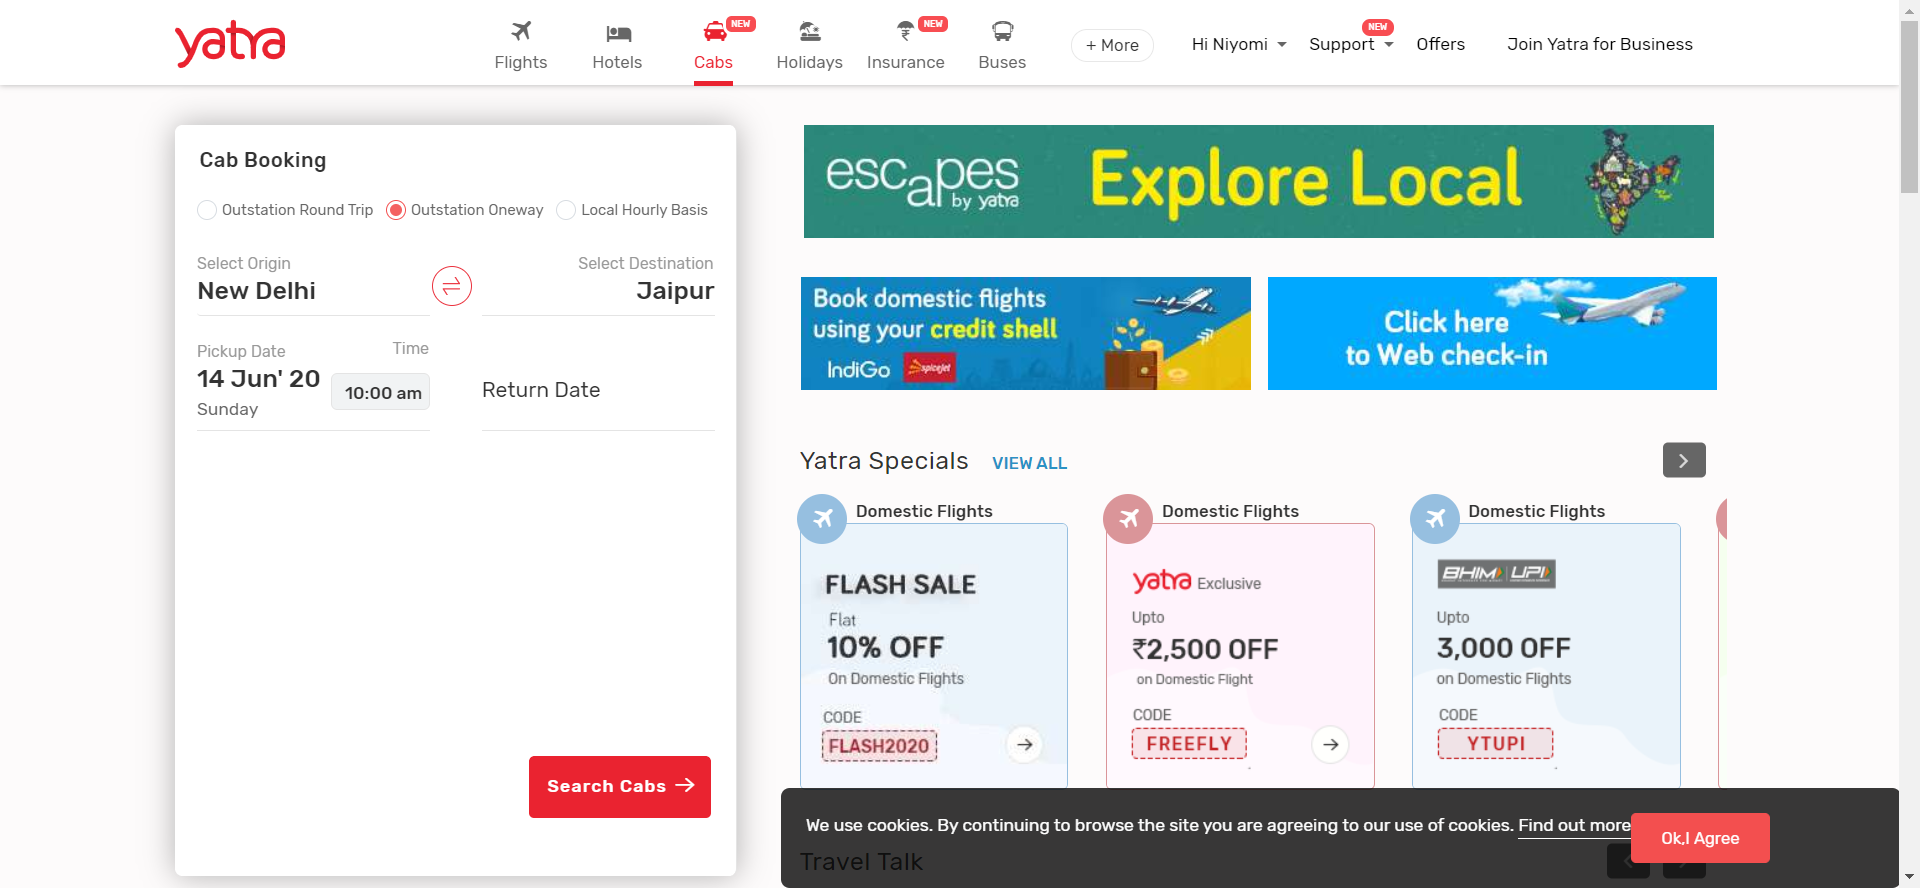 yatra
Flights
Hotels
NEW
Cabs
Holidays
NEW
Insurance
Buses
+ More
Hi Niyomi
NEW
Support
Offers
Join Yatra for Business
Cab Booking
Outstation Round Trip
Outstation Oneway
Local Hourly Basis
Select Origin
New Delhi
Select Destination
Jaipur
Pickup Date
14 Jun' 20
Sunday
Time
10:00 am
Return Date
Search Cabs
escapes
by yatra
Explore Local
Book domestic flights
using your credit shell
IndiGo
spicejet
Click here
to Web check-in
Yatra Specials
VIEW ALL
Domestic Flights
FLASH SALE
Flat
10% OFF
On Domestic Flights
CODE
FLASH2020
Domestic Flights
yatra Exclusive
Upto
₹2,500 OFF
on Domestic Flight
CODE
FREEFLY
Domestic Flights
BHIM UPI
Upto
3,000 OFF
on Domestic Flights
CODE
YTUPI
We use cookies. By continuing to browse the site you are agreeing to our use of cookies. Find out more
Ok,I Agree
Travel Talk